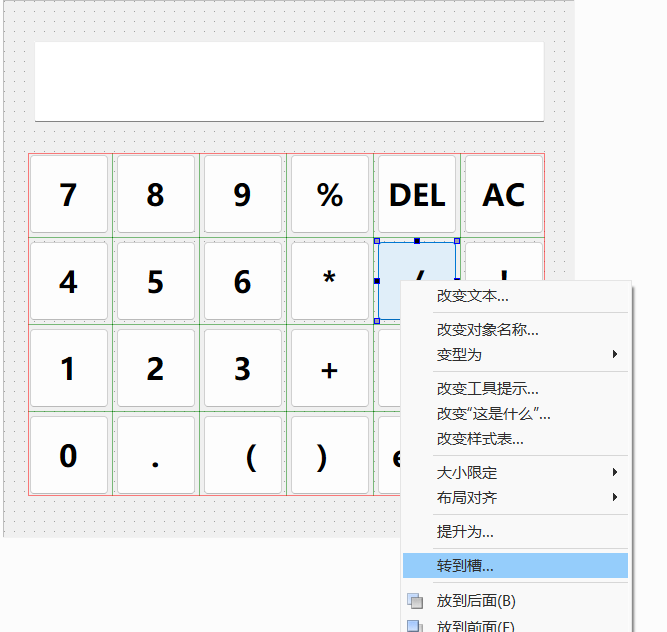 7 8 9 % DEL AC
4 5 6 *
1 2 3 +
0 . ( )
改变文本...
改变对象名称...
变型为
改变工具提示...
改变“这是什么”...
改变样式表...
大小限定
布局对齐
提升为...
转到槽...
放到后面(B)
放到前面(F)